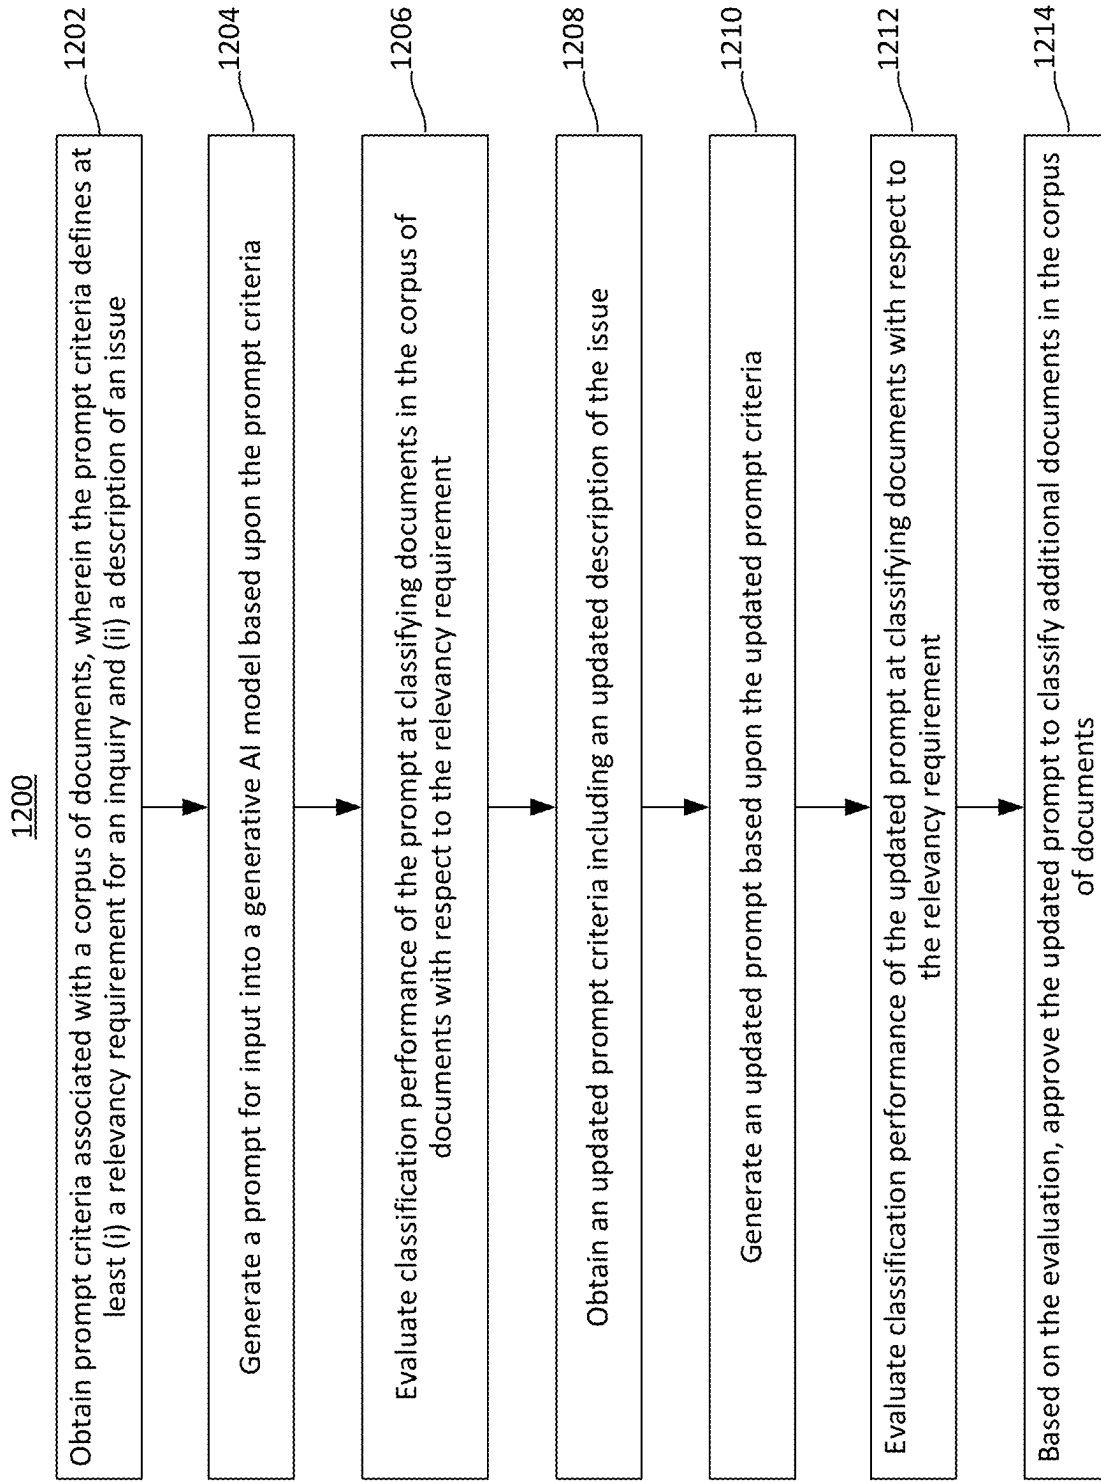 1200
Obtain prompt criteria associated with a corpus of documents, wherein the prompt criteria defines at
least (i) a relevancy requirement for an inquiry and (ii) a description of an issue
1202
Generate a prompt for input into a generative AI model based upon the prompt criteria
1204
Evaluate classification performance of the prompt at classifying documents in the corpus of
documents with respect to the relevancy requirement
1206
Obtain an updated prompt criteria including an updated description of the issue
1208
Generate an updated prompt based upon the updated prompt criteria
1210
Evaluate classification performance of the updated prompt at classifying documents with respect to
the relevancy requirement
1212
Based on the evaluation, approve the updated prompt to classify additional documents in the corpus
of documents
1214